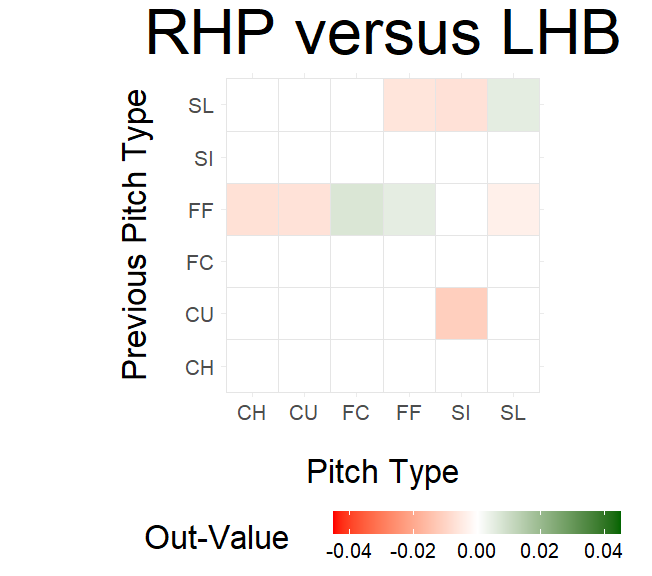 RHP versus LHB
Previous Pitch Type
SL
SI
FF
FC
CU
CH
CH CU FC FF SI SL
Pitch Type
Out-Value
-0.04 -0.02 0.00 0.02 0.04